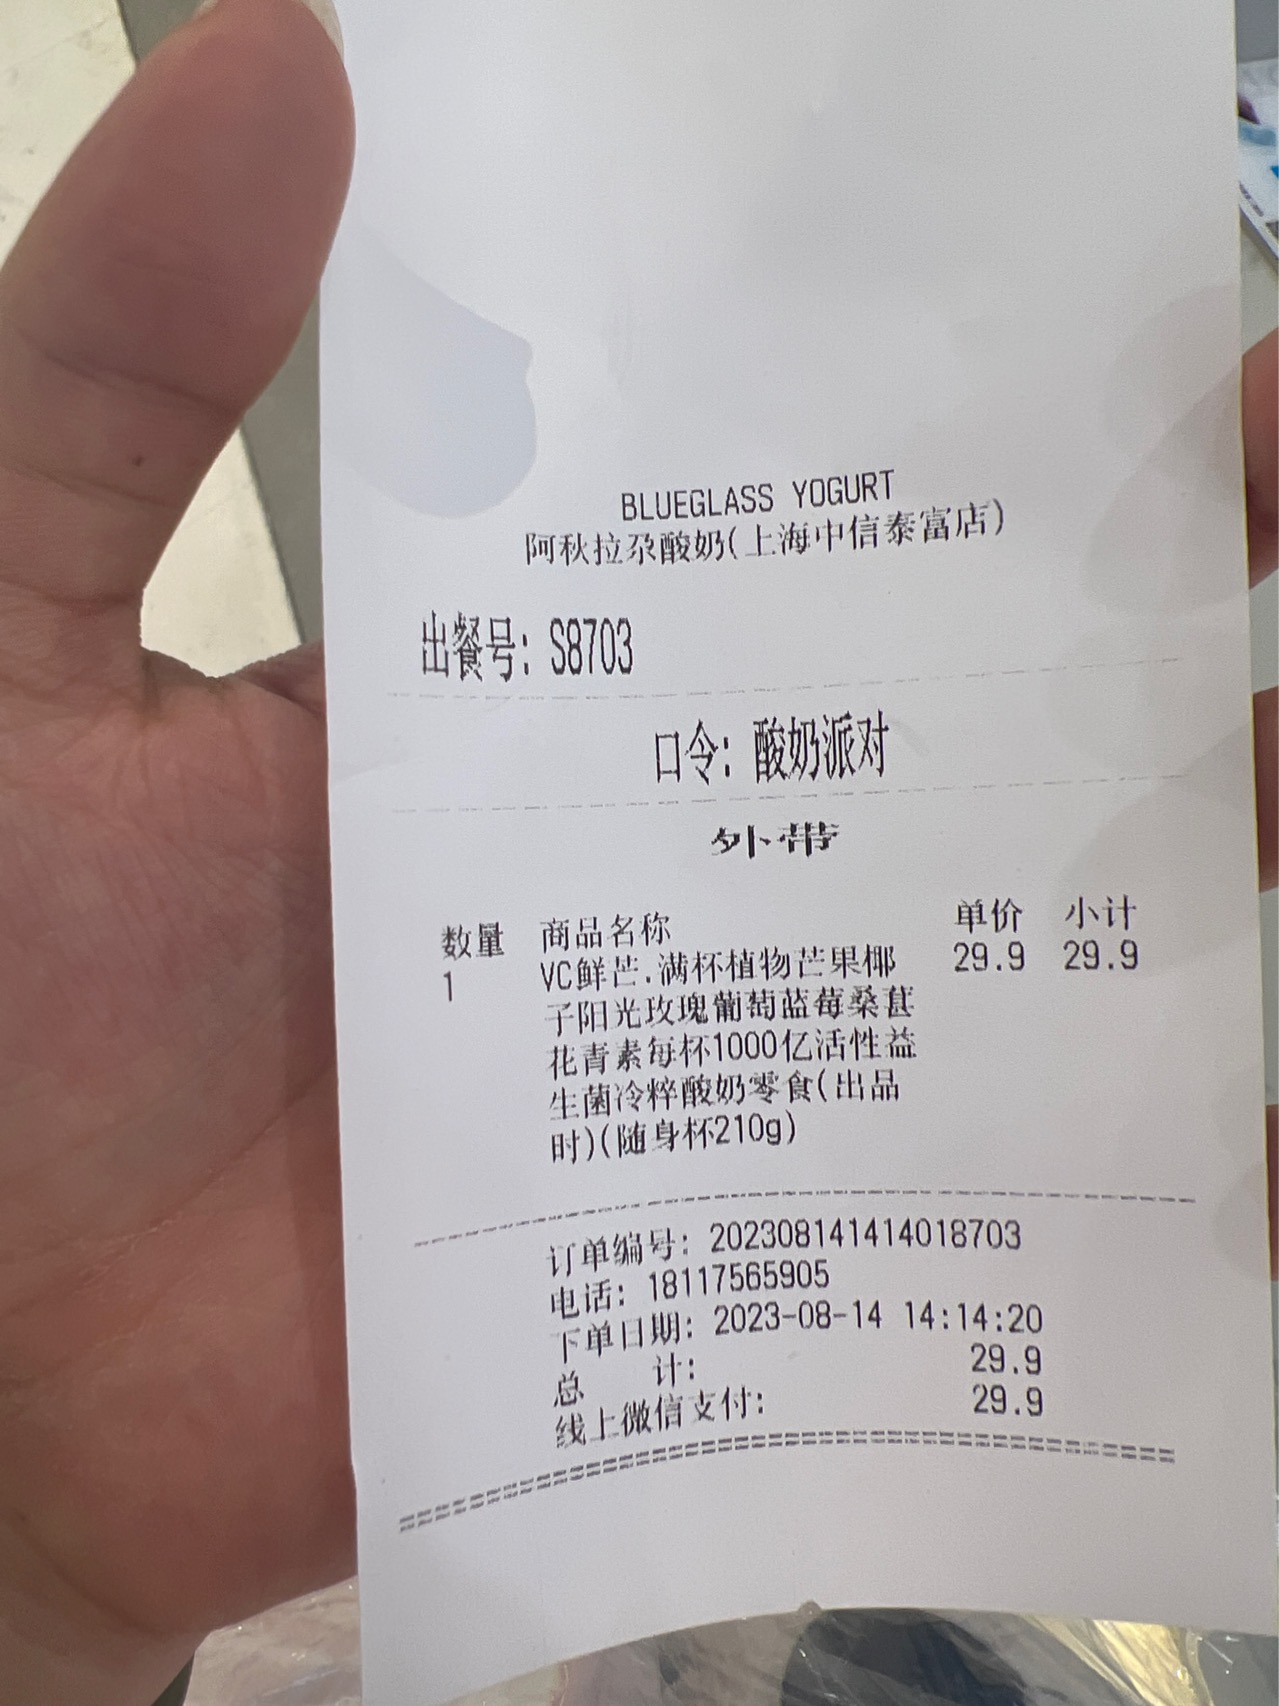 BLUEGLASS YOGURT
阿秋拉尕酸奶(上海中信泰富店)
出餐号: S8703
口令: 酸奶派对
外带
数量 商品名称 单价 小计
1 VC鲜芒.满杯植物芒果椰 29.9 29.9
子阳光玫瑰葡萄蓝莓桑葚
花青素每杯1000亿活性益
生菌冷粹酸奶零食(出品
时)(随身杯210g)
订单编号: 202308141414018703
电话: 18117565905
下单日期: 2023-08-14 14:14:20
总 计: 29.9
线上微信支付: 29.9